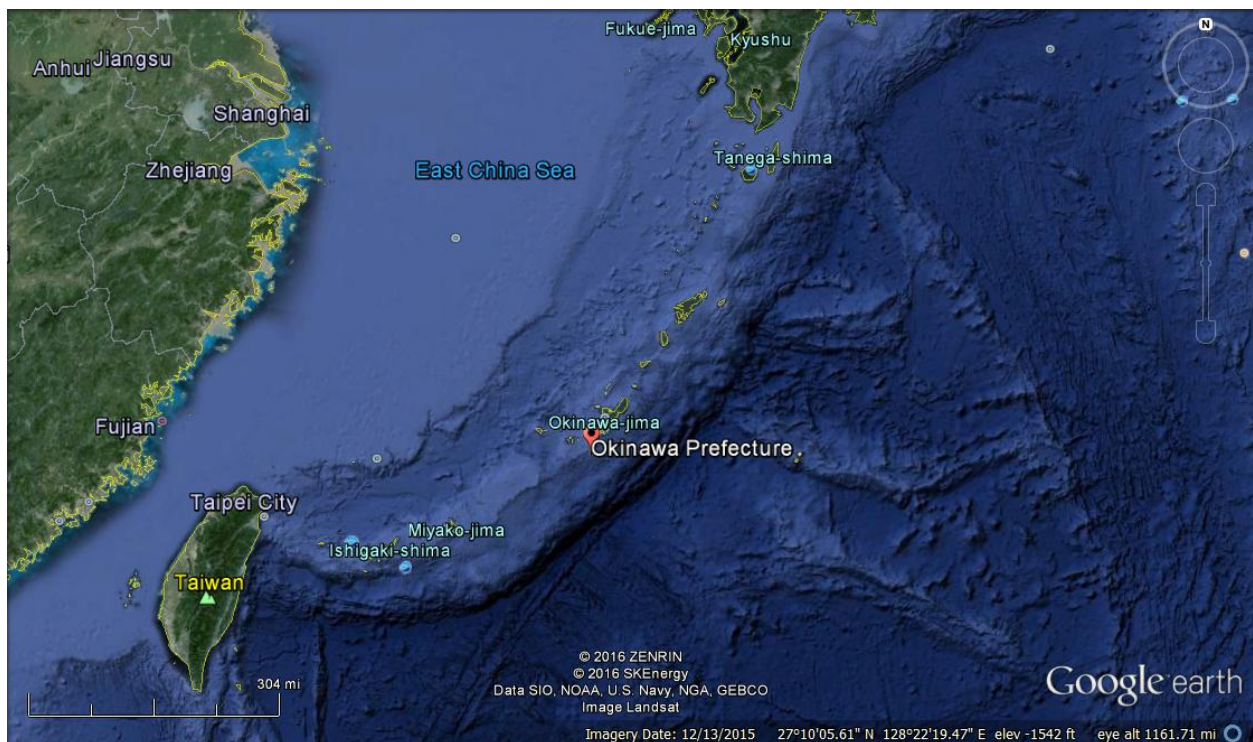 Fukue-jima
Kyushu
N
Anhui
Jiangsu
Shanghai
Zhejiang
East China Sea
Tanega-shima
Okinawa-jima
Okinawa Prefecture
Fujian
Taipei City
Miyako-jima
Ishigaki-shima
Taiwan
304 mi
© 2016 ZENRIN
© 2016 SKEnergy
Data SIO, NOAA, U.S. Navy, NGA, GEBCO
Image Landsat
Google earth
Imagery Date: 12/13/2015 27°10'05.61" N 128°22'19.47" E elev -1542 ft eye alt 1161.71 mi